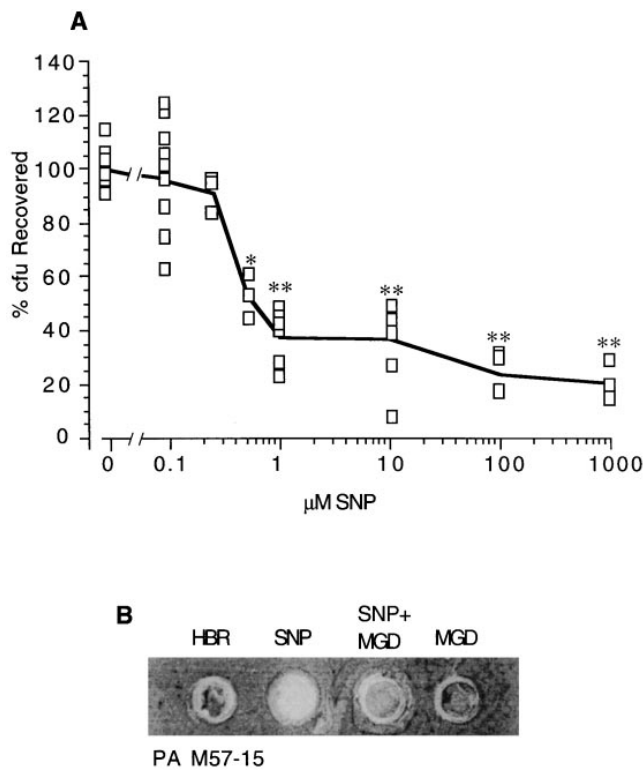 A
140
120
100
80
60
40
20
0
% cfu Recovered
*
**
**
**
**
0 0.1 1 10 100 1000
μM SNP
B
SNP+
HBR SNP MGD MGD
PA M57-15